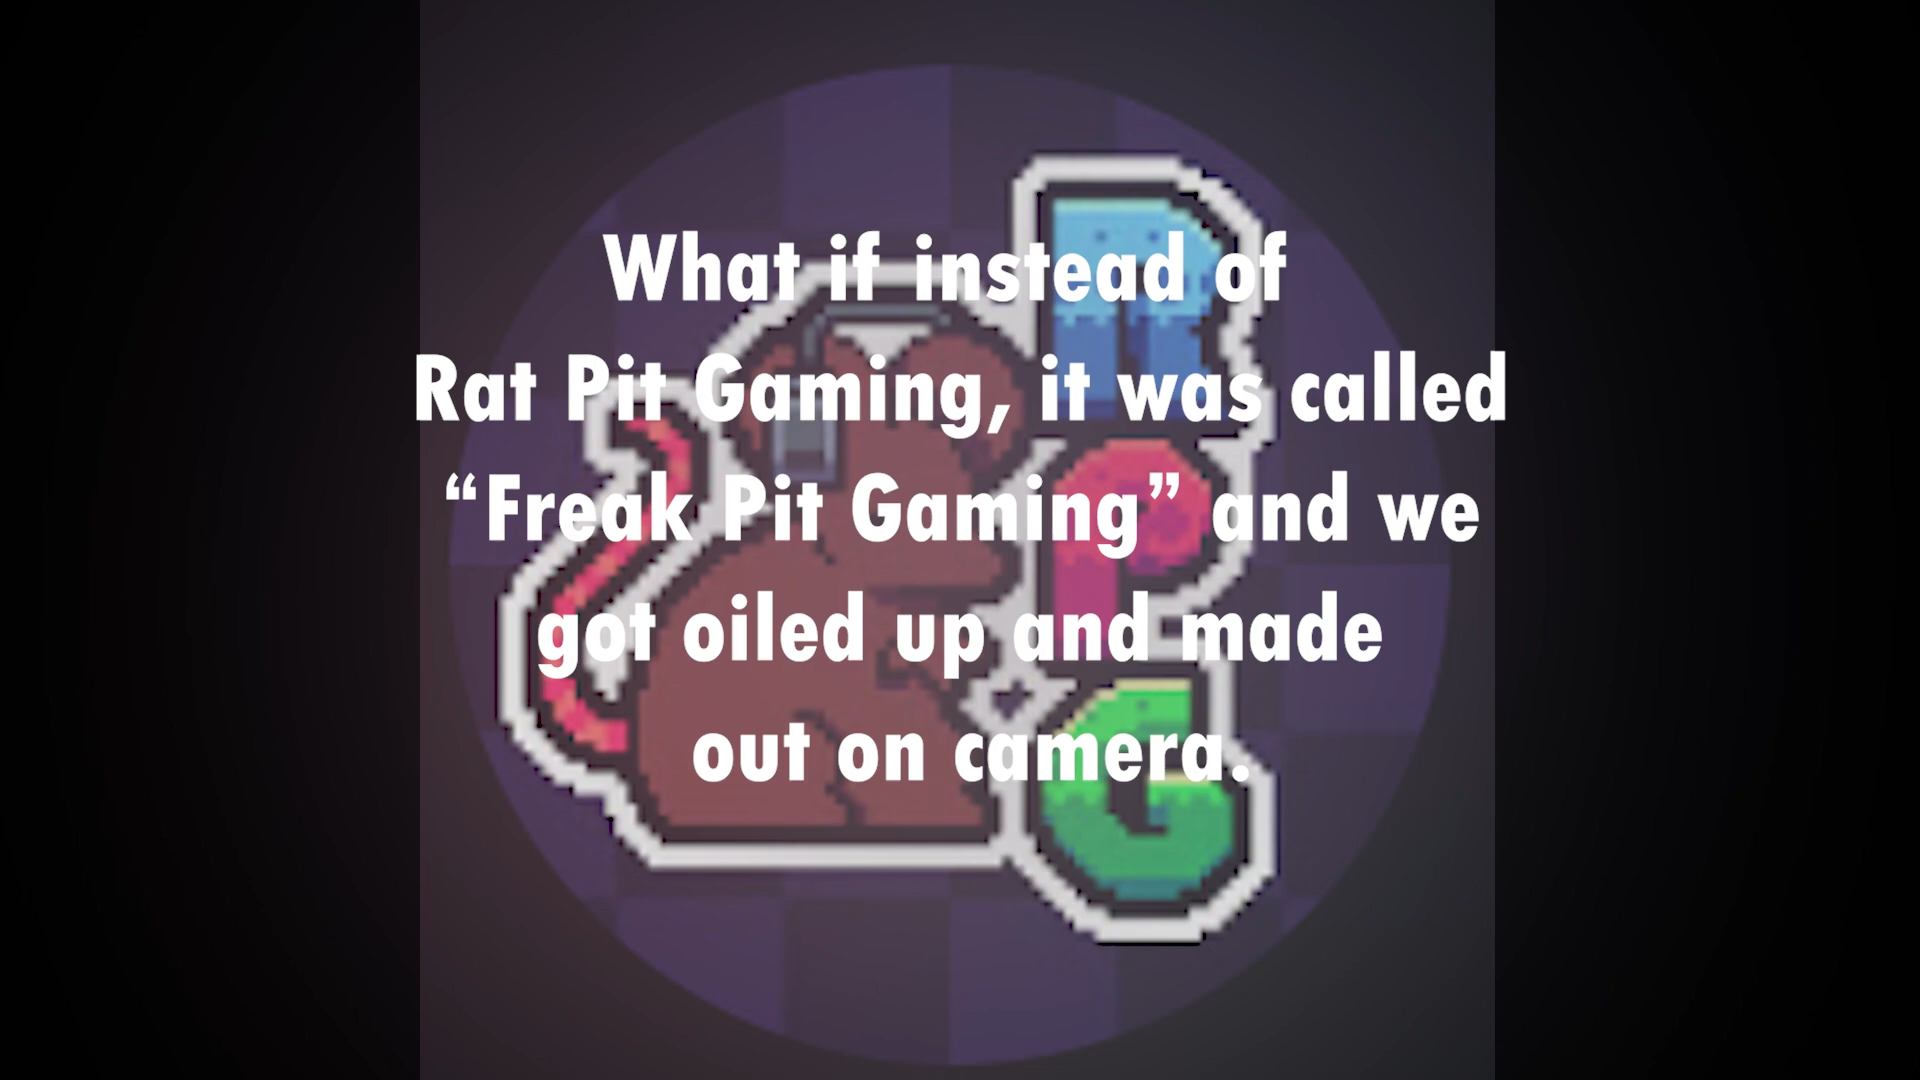 What if instead of
Rat Pit Gaming, it was called
“Freak Pit Gaming” and we
got oiled up and made
out on camera.
R
P
G